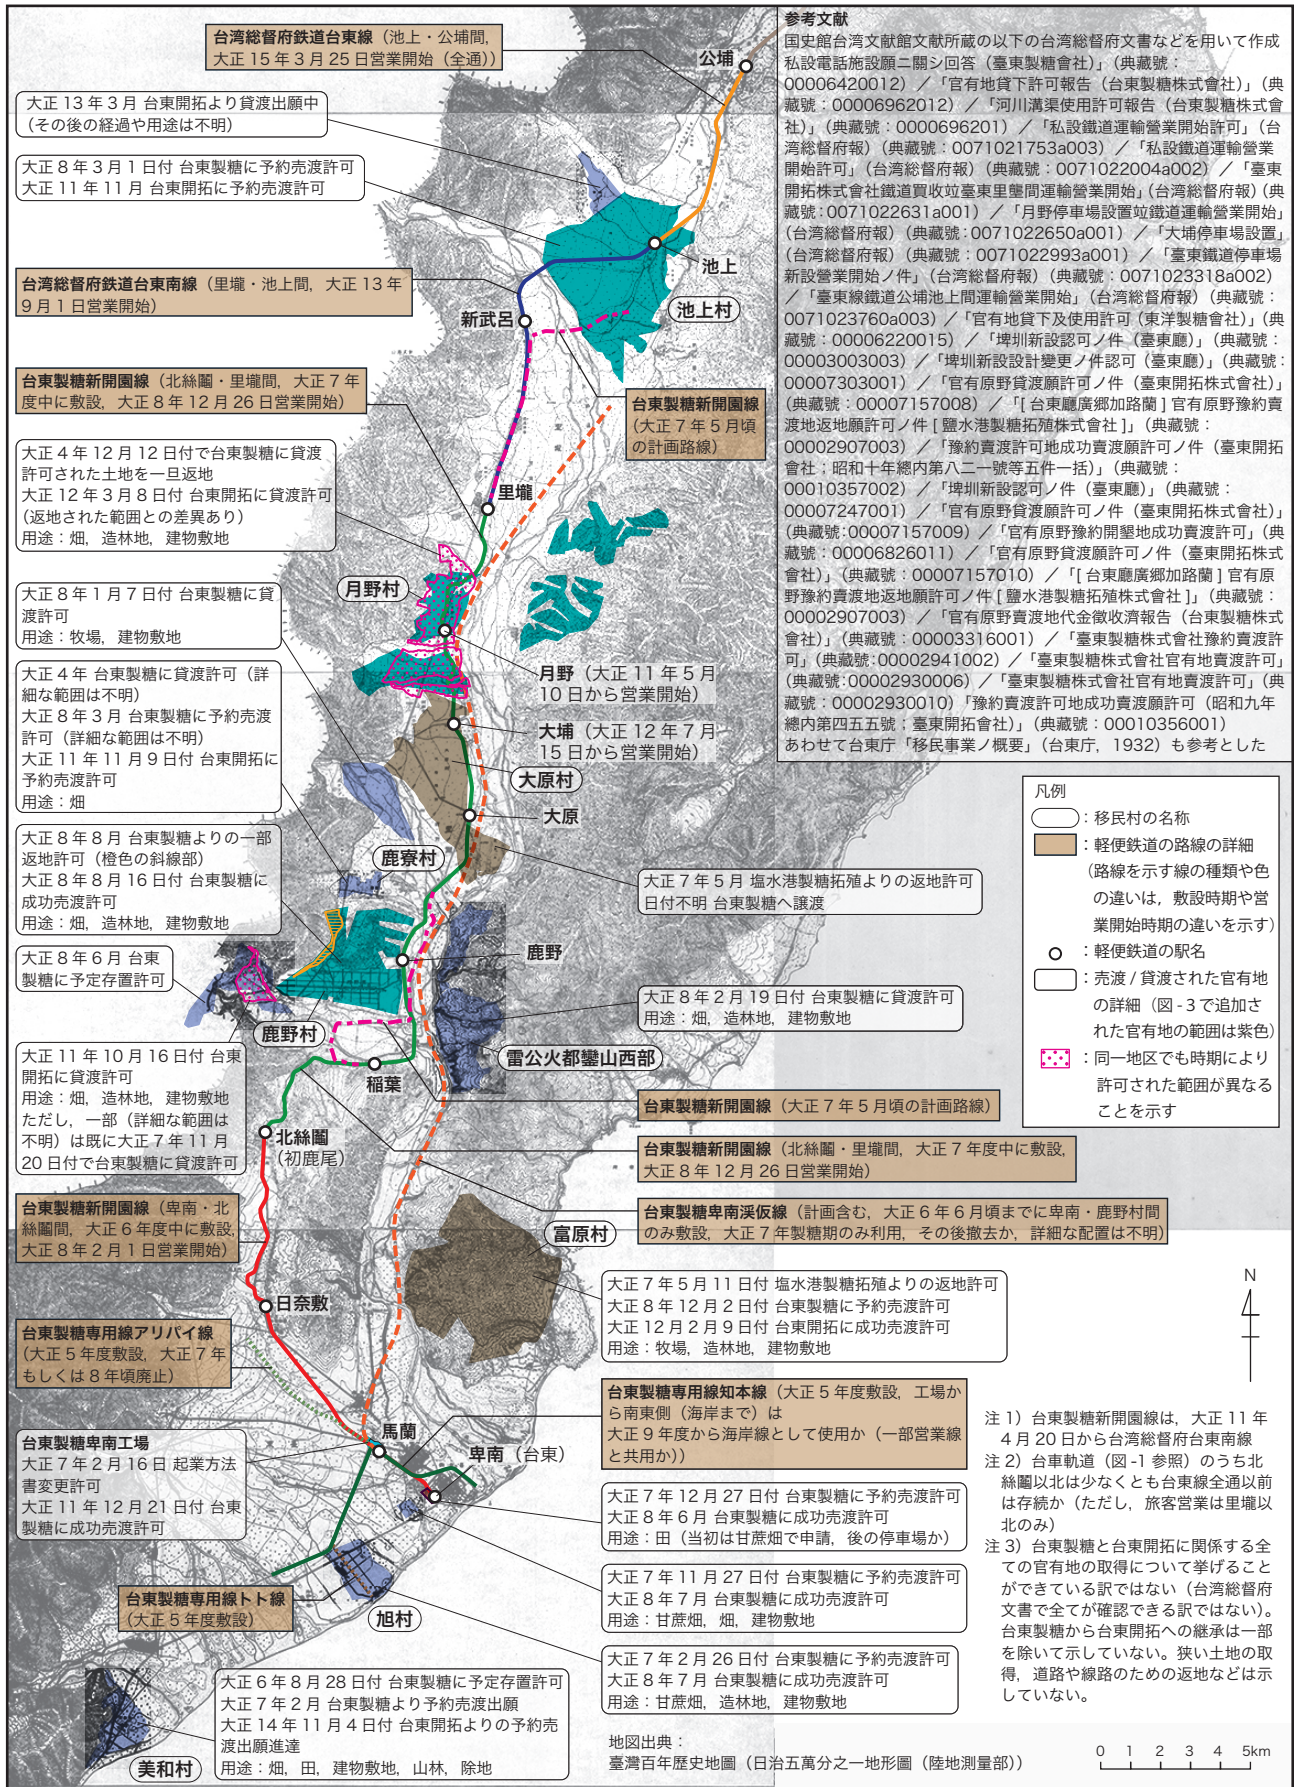 台湾総督府鉄道台東線（池上・公埔間，
大正 15 年 3 月 25 日営業開始（全通））
大正 13 年 3 月 台東開拓より貸渡出願中
（その後の経過や用途は不明）
大正 8 年 3 月 1 日付 台東製糖に予約売渡許可
大正 11 年 11 月 台東開拓に予約売渡許可
台湾総督府鉄道台東南線（里壠・池上間，大正 13 年
9 月 1 日営業開始）
台東製糖新開園線（北絲鬮・里壠間，大正 7 年
度中に敷設，大正 8 年 12 月 26 日営業開始）
大正 4 年 12 月 12 日付で台東製糖に貸渡
許可された土地を一旦返地
大正 12 年 3 月 8 日付 台東開拓に貸渡許可
（返地された範囲との差異あり）
用途：畑，造林地，建物敷地
大正 8 年 1 月 7 日付 台東製糖に貸
渡許可
用途：牧場，建物敷地
大正 4 年 台東製糖に貸渡許可（詳
細な範囲は不明）
大正 8 年 3 月 台東製糖に予約売渡
許可（詳細な範囲は不明）
大正 11 年 11 月 9 日付 台東開拓に
予約売渡許可
用途：畑
大正 8 年 8 月 台東製糖よりの一部
返地許可（橙色の斜線部）
大正 8 年 8 月 16 日付 台東製糖に
成功売渡許可
用途：畑，造林地，建物敷地
大正 8 年 6 月 台東
製糖に予定存置許可
大正 11 年 10 月 16 日付 台東
開拓に貸渡許可
用途：畑，造林地，建物敷地
ただし，一部（詳細な範囲は
不明）は既に大正 7 年 11 月
20 日付で台東製糖に貸渡許可
台東製糖新開園線（卑南・北
絲鬮間，大正 6 年度中に敷設，
大正 8 年 2 月 1 日営業開始）
台東製糖専用線アリパイ線
（大正 5 年度敷設，大正 7 年
もしくは 8 年頃廃止）
台東製糖卑南工場
大正 7 年 2 月 16 日 起業方法
書変更許可
大正 11 年 12 月 21 日付 台東
製糖に成功売渡許可
台東製糖専用線トト線
（大正 5 年度敷設）
大正 6 年 8 月 28 日付 台東製糖に予定存置許可
大正 7 年 2 月 台東製糖より予約売渡出願
大正 14 年 11 月 4 日付 台東開拓よりの予約売
渡出願進達
用途：畑，田，建物敷地，山林，除地
公埔
池上
池上村
新武呂
台東製糖新開園線
（大正 7 年 5 月頃
の計画路線）
里壠
月野村
月野（大正 11 年 5 月
10 日から営業開始）
大埔（大正 12 年 7 月
15 日から営業開始）
大原村
大原
鹿寮村
大正 7 年 5 月 塩水港製糖拓殖よりの返地許可
日付不明 台東製糖へ譲渡
鹿野
鹿野村
大正 8 年 2 月 19 日付 台東製糖に貸渡許可
用途：畑，造林地，建物敷地
雷公火都鑾山西部
稲葉
台東製糖新開園線（大正 7 年 5 月頃の計画路線）
北絲鬮
（初鹿尾）
台東製糖新開園線（北絲鬮・里壠間，大正 7 年度中に敷設，
大正 8 年 12 月 26 日営業開始）
台東製糖卑南渓仮線（計画含む，大正 6 年 6 月頃までに卑南・鹿野村間
のみ敷設，大正 7 年製糖期のみ利用，その後撤去か，詳細な配置は不明）
富原村
大正 7 年 5 月 11 日付 塩水港製糖拓殖よりの返地許可
大正 8 年 12 月 2 日付 台東製糖に予約売渡許可
大正 12 月 2 月 9 日付 台東開拓に成功売渡許可
用途：牧場，造林地，建物敷地
日奈敷
台東製糖専用線知本線（大正 5 年度敷設，工場か
ら南東側（海岸まで）は
大正 9 年度から海岸線として使用か（一部営業線
と共用か））
馬蘭
卑南（台東）
大正 7 年 12 月 27 日付 台東製糖に予約売渡許可
大正 8 年 6 月 台東製糖に成功売渡許可
用途：田（当初は甘蔗畑で申請，後の停車場か）
大正 7 年 11 月 27 日付 台東製糖に予約売渡許可
大正 8 年 7 月 台東製糖に成功売渡許可
用途：甘蔗畑，畑，建物敷地
旭村
大正 7 年 2 月 26 日付 台東製糖に予約売渡許可
大正 8 年 7 月 台東製糖に成功売渡許可
用途：甘蔗畑，造林地，建物敷地
美和村
地図出典：
臺灣百年歷史地圖（日治五萬分之一地形圖（陸地測量部））
参考文献
国史館台湾文献館文献所蔵の以下の台湾総督府文書などを用いて作成
私設電話施設願ニ關シ回答（臺東製糖會社）」（典藏號：
00006420012）／「官有地貸下許可報告（台東製糖株式會社）」（典
藏號：00006962012）／「河川溝渠使用許可報告（台東製糖株式會
社）」（典藏號：0000696201）／「私設鐵道運輸營業開始許可」（台
湾総督府報）（典藏號：0071021753a003）／「私設鐵道運輸營業
開始許可」（台湾総督府報）（典藏號：0071022004a002）／「臺東
開拓株式會社鐵道買收竝臺東里壟間運輸營業開始」（台湾総督府報）（典
藏號：0071022631a001）／「月野停車場設置竝鐵道運輸營業開始」
（台湾総督府報）（典藏號：0071022650a001）／「大埔停車場設置」
（台湾総督府報）（典藏號：0071022993a001）／「臺東鐵道停車場
新設營業開始ノ件」（台湾総督府報）（典藏號：0071023318a002）
／「臺東線鐵道公埔池上間運輸營業開始」（台湾総督府報）（典藏號：
0071023760a003）／「官有地貸下及使用許可（東洋製糖會社）」（典
藏號：00006220015）／「埤圳新設認可ノ件（臺東廳）」（典藏號：
00003003003）／「埤圳新設設計變更ノ件認可（臺東廳）」（典藏號：
00007303001）／「官有原野貸渡願許可ノ件（臺東開拓株式會社）」
（典藏號：00007157008）／「[ 台東廳廣鄉加路蘭 ] 官有原野豫約賣
渡地返地願許可ノ件 [ 鹽水港製糖拓殖株式會社 ]」（典藏號：
00002907003）／「豫約賣渡許可地成功賣渡願許可ノ件（臺東開拓
會社；昭和十年總內第八二一號等五件一括）」（典藏號：
00010357002）／「埤圳新設認可ノ件（臺東廳）」（典藏號：
00007247001）／「官有原野貸渡願許可ノ件（臺東開拓株式會社）」
（典藏號:00007157009）／「官有原野豫約開墾地成功賣渡許可」（典
藏號：00006826011）／「官有原野貸渡願許可ノ件（臺東開拓株式
會社）」（典藏號：00007157010）／「[ 台東廳廣鄉加路蘭 ] 官有原
野豫約賣渡地返地願許可ノ件 [ 鹽水港製糖拓殖株式會社 ]」（典藏號：
00002907003）／「官有原野賣渡地代金徵收濟報告（台東製糖株式
會社）」（典藏號：00003316001）／「臺東製糖株式會社豫約賣渡許
可」（典藏號:00002941002）／「臺東製糖株式會社官有地賣渡許可」
（典藏號:00002930006）／「臺東製糖株式會社官有地賣渡許可」（典
藏號：00002930010）「豫約賣渡許可地成功賣渡願許可（昭和九年
總內第四五五號；臺東開拓會社）」（典藏號：00010356001）
あわせて台東庁「移民事業ノ概要」（台東庁，1932）も参考とした
凡例
：移民村の名称
：軽便鉄道の路線の詳細
（路線を示す線の種類や色
の違いは，敷設時期や営
業開始時期の違いを示す）
：軽便鉄道の駅名
：売渡 / 貸渡された官有地
の詳細（図 - 3 で追加さ
れた官有地の範囲は紫色）
：同一地区でも時期により
許可された範囲が異なる
ことを示す
N
注 1）台東製糖新開園線は，大正 11 年
4 月 20 日から台湾総督府台東南線
注 2）台車軌道（図 -1 参照）のうち北
絲鬮以北は少なくとも台東線全通以前
は存続か（ただし，旅客営業は里壠以
北のみ）
注 3）台東製糖と台東開拓に関係する全
ての官有地の取得について挙げること
ができている訳ではない（台湾総督府
文書で全てが確認できる訳ではない）。
台東製糖から台東開拓への継承は一部
を除いて示していない。狭い土地の取
得，道路や線路のための返地などは示
していない。
0 1 2 3 4 5km